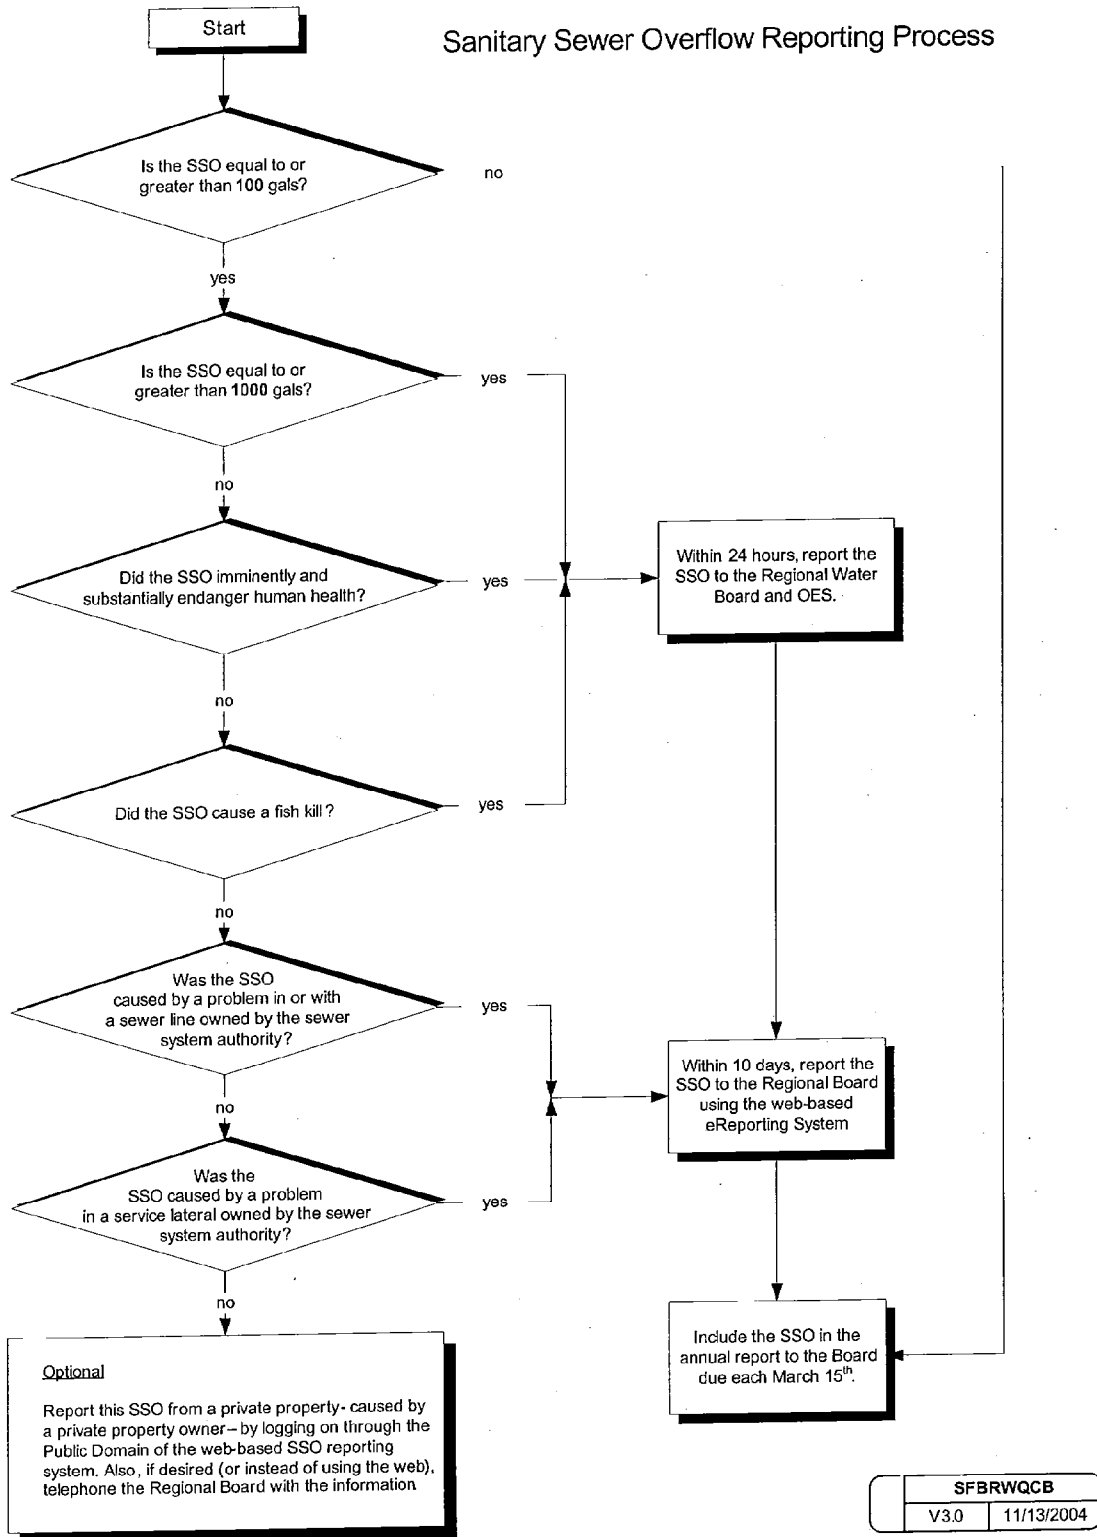 Start
Sanitary Sewer Overflow Reporting Process
Is the SSO equal to or
greater than 100 gals?
no
yes
Is the SSO equal to or
greater than 1000 gals?
yes
no
Did the SSO imminently and
substantially endanger human health?
yes
Within 24 hours, report the
SSO to the Regional Water
Board and OES.
no
Did the SSO cause a fish kill?
yes
no
Was the SSO
caused by a problem in or with
a sewer line owned by the sewer
system authority?
yes
Within 10 days, report the
SSO to the Regional Board
using the web-based
eReporting System
no
Was the
SSO caused by a problem
in a service lateral owned by the sewer
system authority?
yes
no
Include the SSO in the
annual report to the Board
due each March 15th.
Optional
Report this SSO from a private property- caused by
a private property owner – by logging on through the
Public Domain of the web-based SSO reporting
system. Also, if desired (or instead of using the web),
telephone the Regional Board with the information
SFBRWQCB
V3.0 11/13/2004